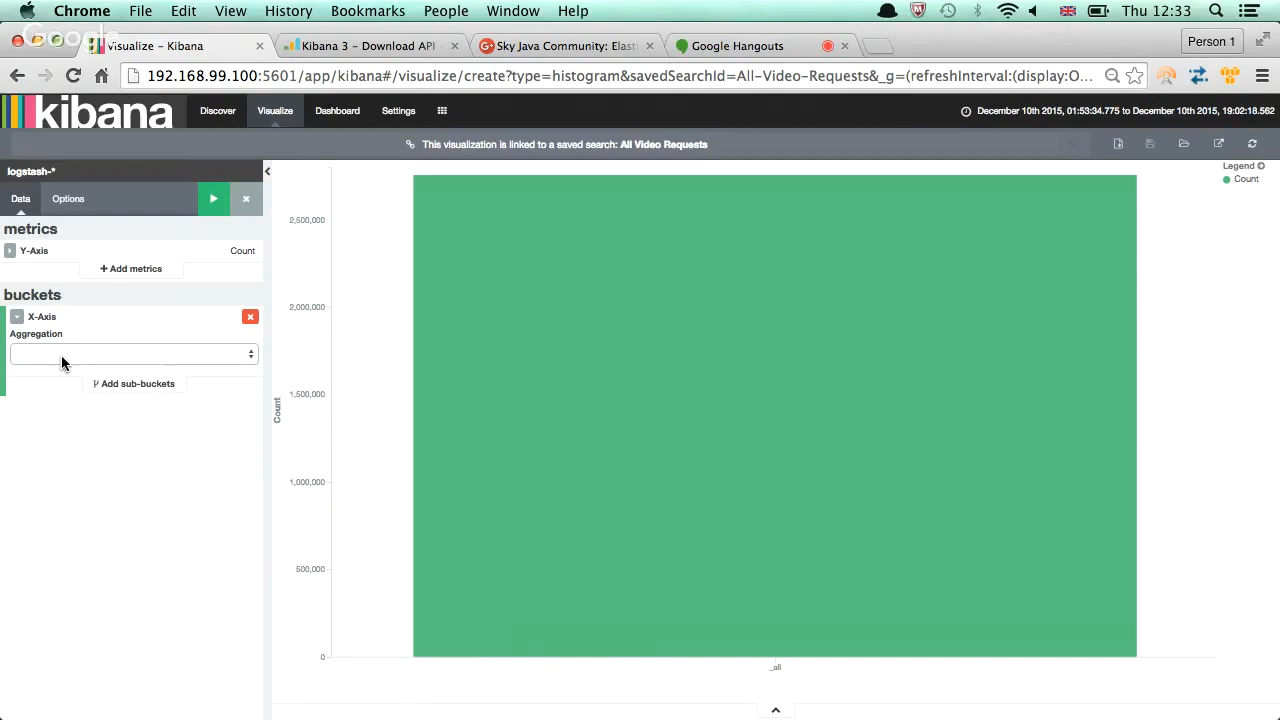 Chrome File Edit View History Bookmarks People Window Help Thu 12:33
Google
Visualize – Kibana
Kibana 3 – Download API
Sky Java Community: Elast
Google Hangouts
Person 1
192.168.99.100:5601/app/kibana#/visualize/create?type=histogram&savedSearchId=All-Video-Requests&_g=(refreshInterval:(display:O...
kibana Discover Visualize Dashboard Settings
December 10th 2015, 01:53:34.775 to December 10th 2015, 19:02:18.562
This visualization is linked to a saved search: All Video Requests
logstash-*
Data Options
metrics
Y-Axis Count
+ Add metrics
buckets
X-Axis
Aggregation
Add sub-buckets
Legend
Count
2,500,000
2,000,000
1,500,000
1,000,000
500,000
0
Count
_all